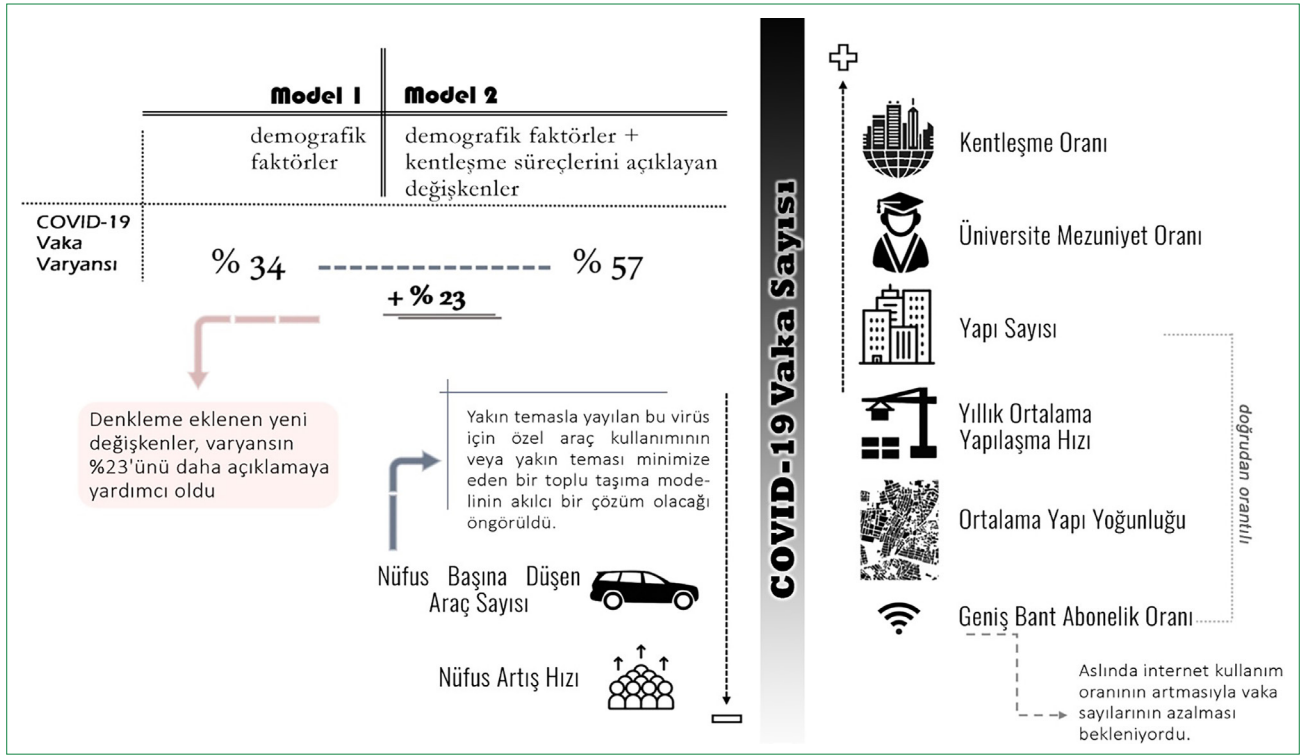 Model 1
Model 2
demografik
faktörler
demografik faktörler +
kentleşme süreçlerini açıklayan
değişkenler
COVID-19
Vaka
Varyansı
% 34
% 57
+ % 23
Denkleme eklenen yeni
değişkenler, varyansın
%23'ünü daha açıklamaya
yardımcı oldu
Yakın temasla yayılan bu virüs
için özel araç kullanımının
veya yakın teması minimize
eden bir toplu taşıma mode-
linin akılcı bir çözüm olacağı
öngörüldü.
Nüfus Başına Düşen
Araç Sayısı
Nüfus Artış Hızı
COVID-19 Vaka Sayısı
Kentleşme Oranı
Üniversite Mezuniyet Oranı
Yapı Sayısı
Yıllık Ortalama
Yapılaşma Hızı
Ortalama Yapı Yoğunluğu
Geniş Bant Abonelik Oranı
doğrudan orantılı
Aslında internet kullanım
oranının artmasıyla vaka
sayılarının azalması
bekleniyordu.